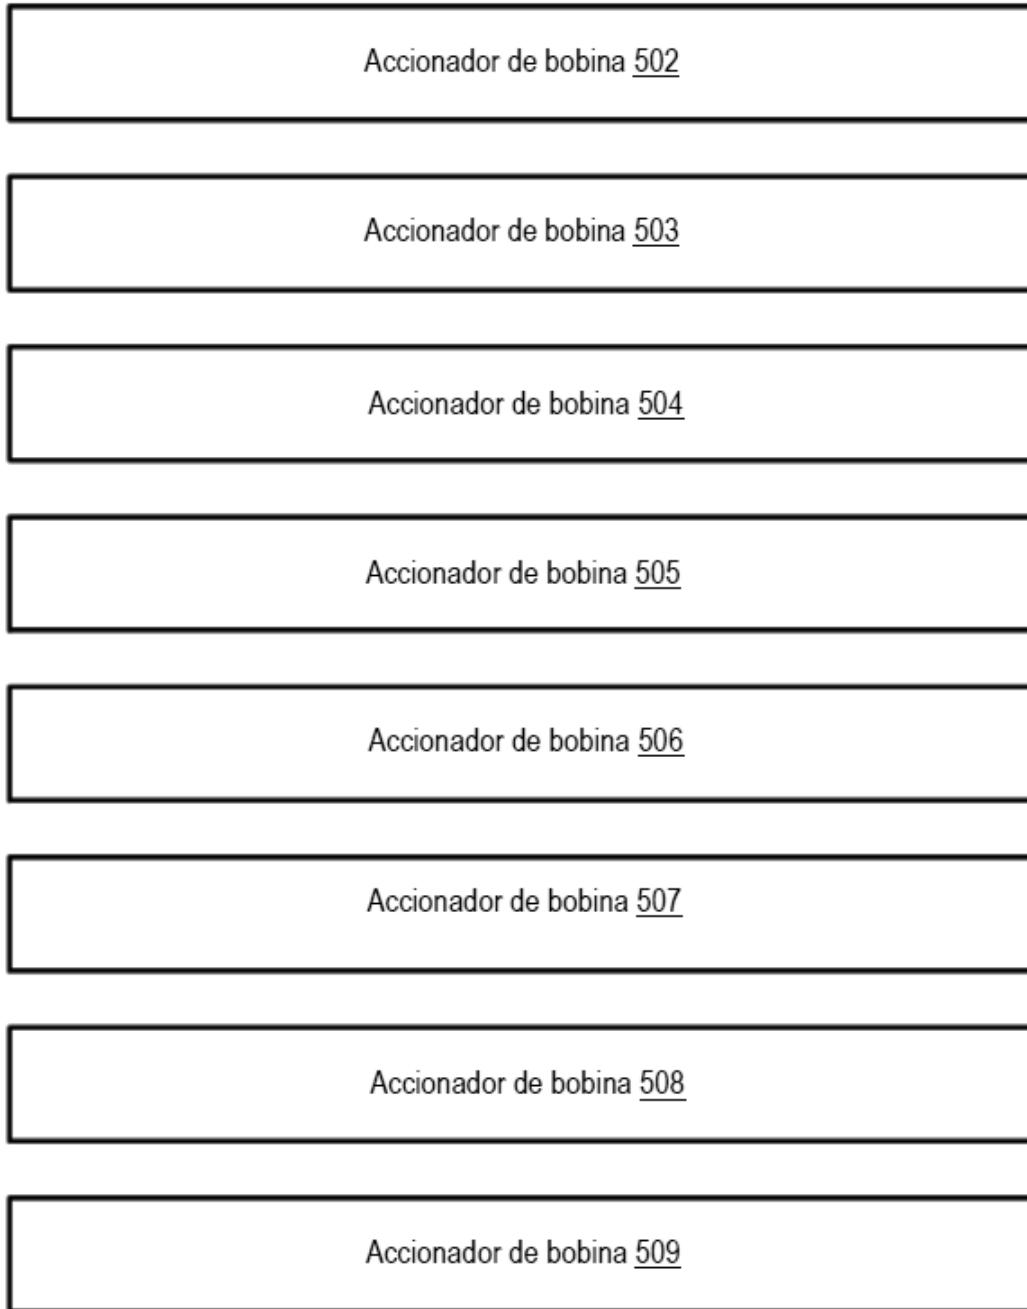 Accionador de bobina 502
Accionador de bobina 503
Accionador de bobina 504
Accionador de bobina 505
Accionador de bobina 506
Accionador de bobina 507
Accionador de bobina 508
Accionador de bobina 509